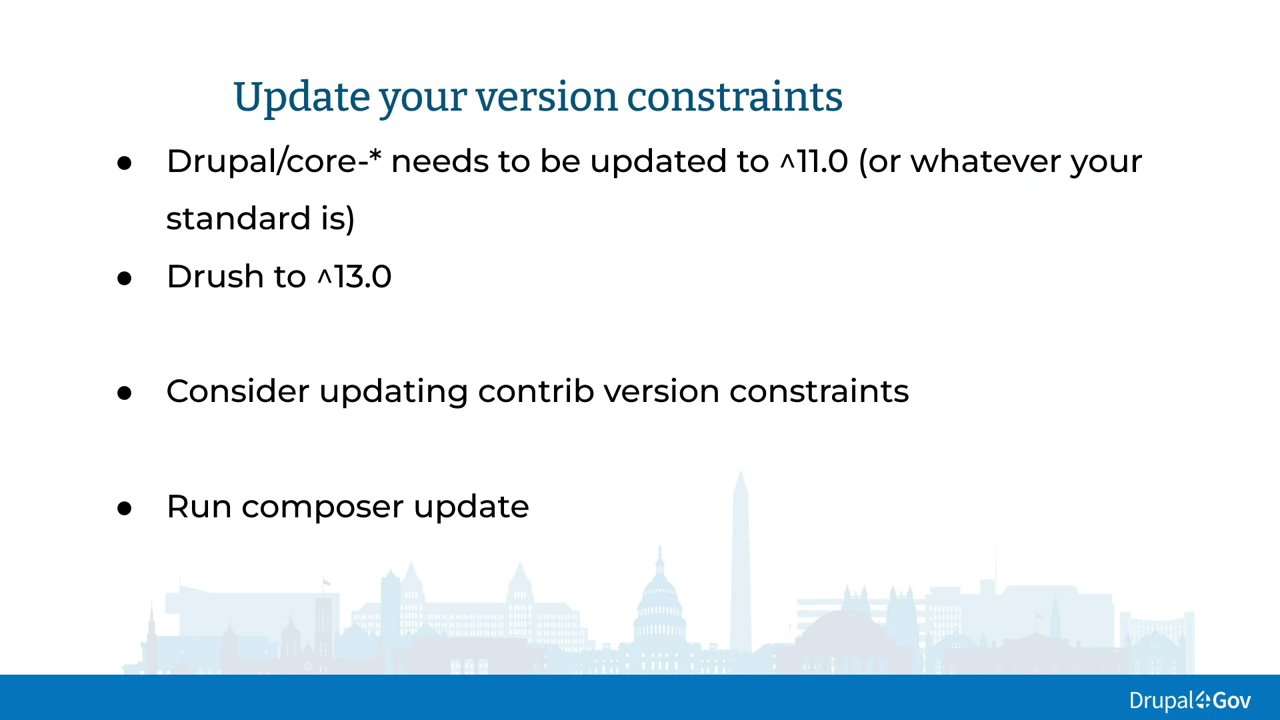 Update your version constraints
● Drupal/core-* needs to be updated to ^11.0 (or whatever your
standard is)
● Drush to ^13.0
● Consider updating contrib version constraints
● Run composer update
Drupal4Gov